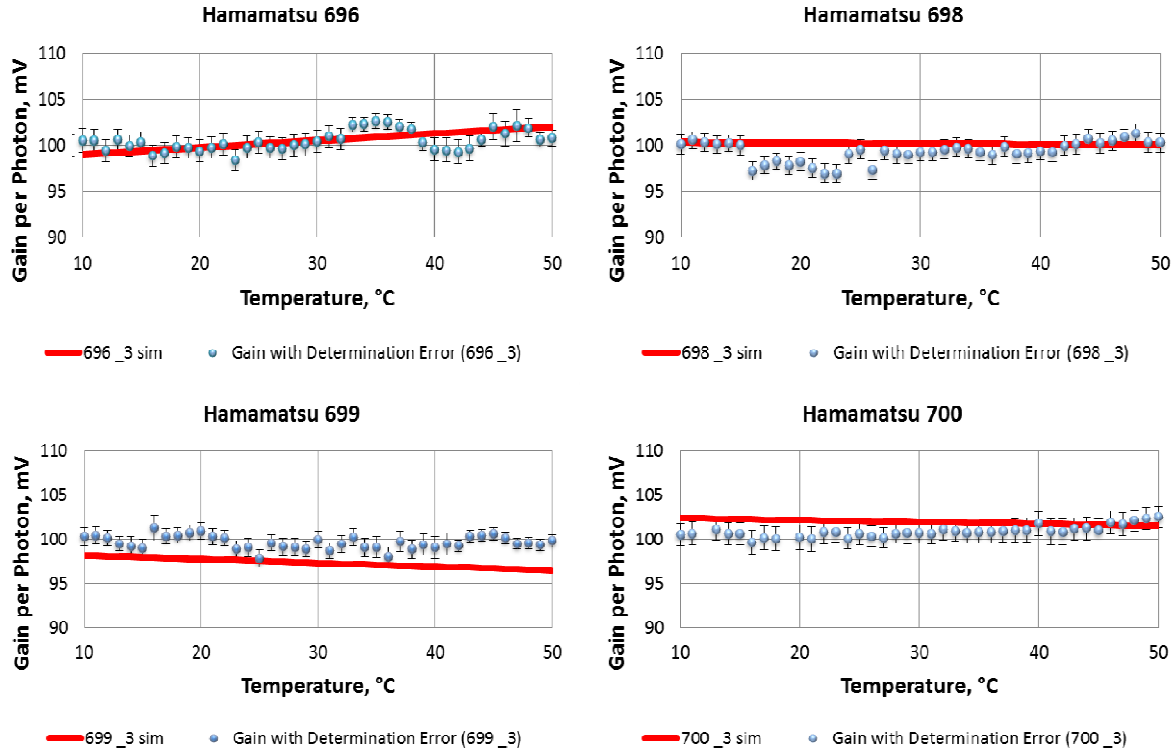 Hamamatsu 696
Gain per Photon, mV
110
105
100
95
90
10 20 30 40 50
Temperature, °C
696 _3 sim Gain with Determination Error (696 _3)
Hamamatsu 698
Gain per Photon, mV
110
105
100
95
90
10 20 30 40 50
Temperature, °C
698 _3 sim Gain with Determination Error (698 _3)
Hamamatsu 699
Gain per Photon, mV
110
105
100
95
90
10 20 30 40 50
Temperature, °C
699 _3 sim Gain with Determination Error (699 _3)
Hamamatsu 700
Gain per Photon, mV
110
105
100
95
90
10 20 30 40 50
Temperature, °C
700 _3 sim Gain with Determination Error (700 _3)